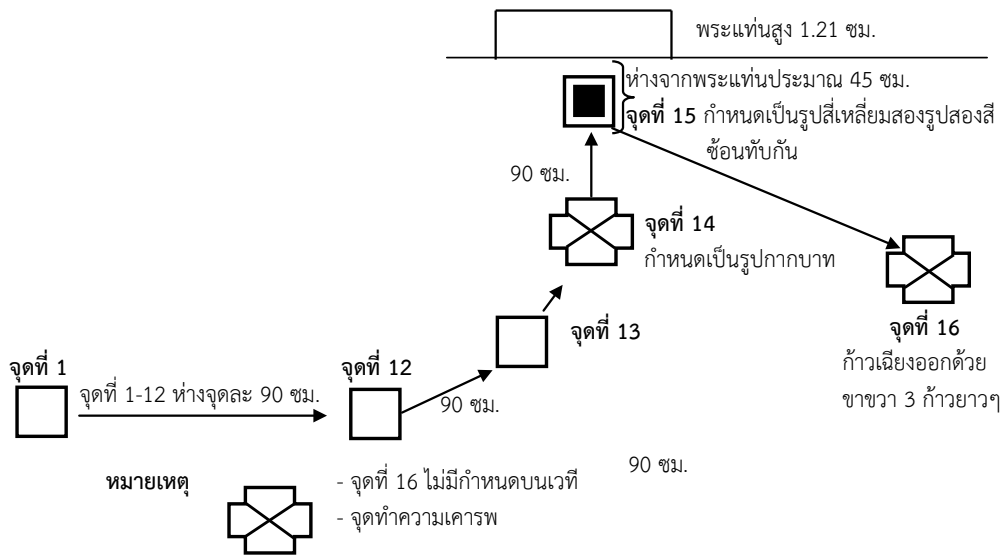 พระแท่นสูง 1.21 ซม.
ห่างจากพระแท่นประมาณ 45 ซม.
จุดที่ 15 กำหนดเป็นรูปสี่เหลี่ยมสองรูปสองสี
ซ้อนทับกัน
90 ซม.
จุดที่ 14
กำหนดเป็นรูปกากบาท
จุดที่ 13
จุดที่ 16
ก้าวเฉียงออกด้วย
ขาขวา 3 ก้าวยาวๆ
จุดที่ 1
จุดที่ 12
จุดที่ 1-12 ห่างจุดละ 90 ซม.
90 ซม.
90 ซม.
หมายเหตุ
- จุดที่ 16 ไม่มีกำหนดบนเวที
- จุดทำความเคารพ